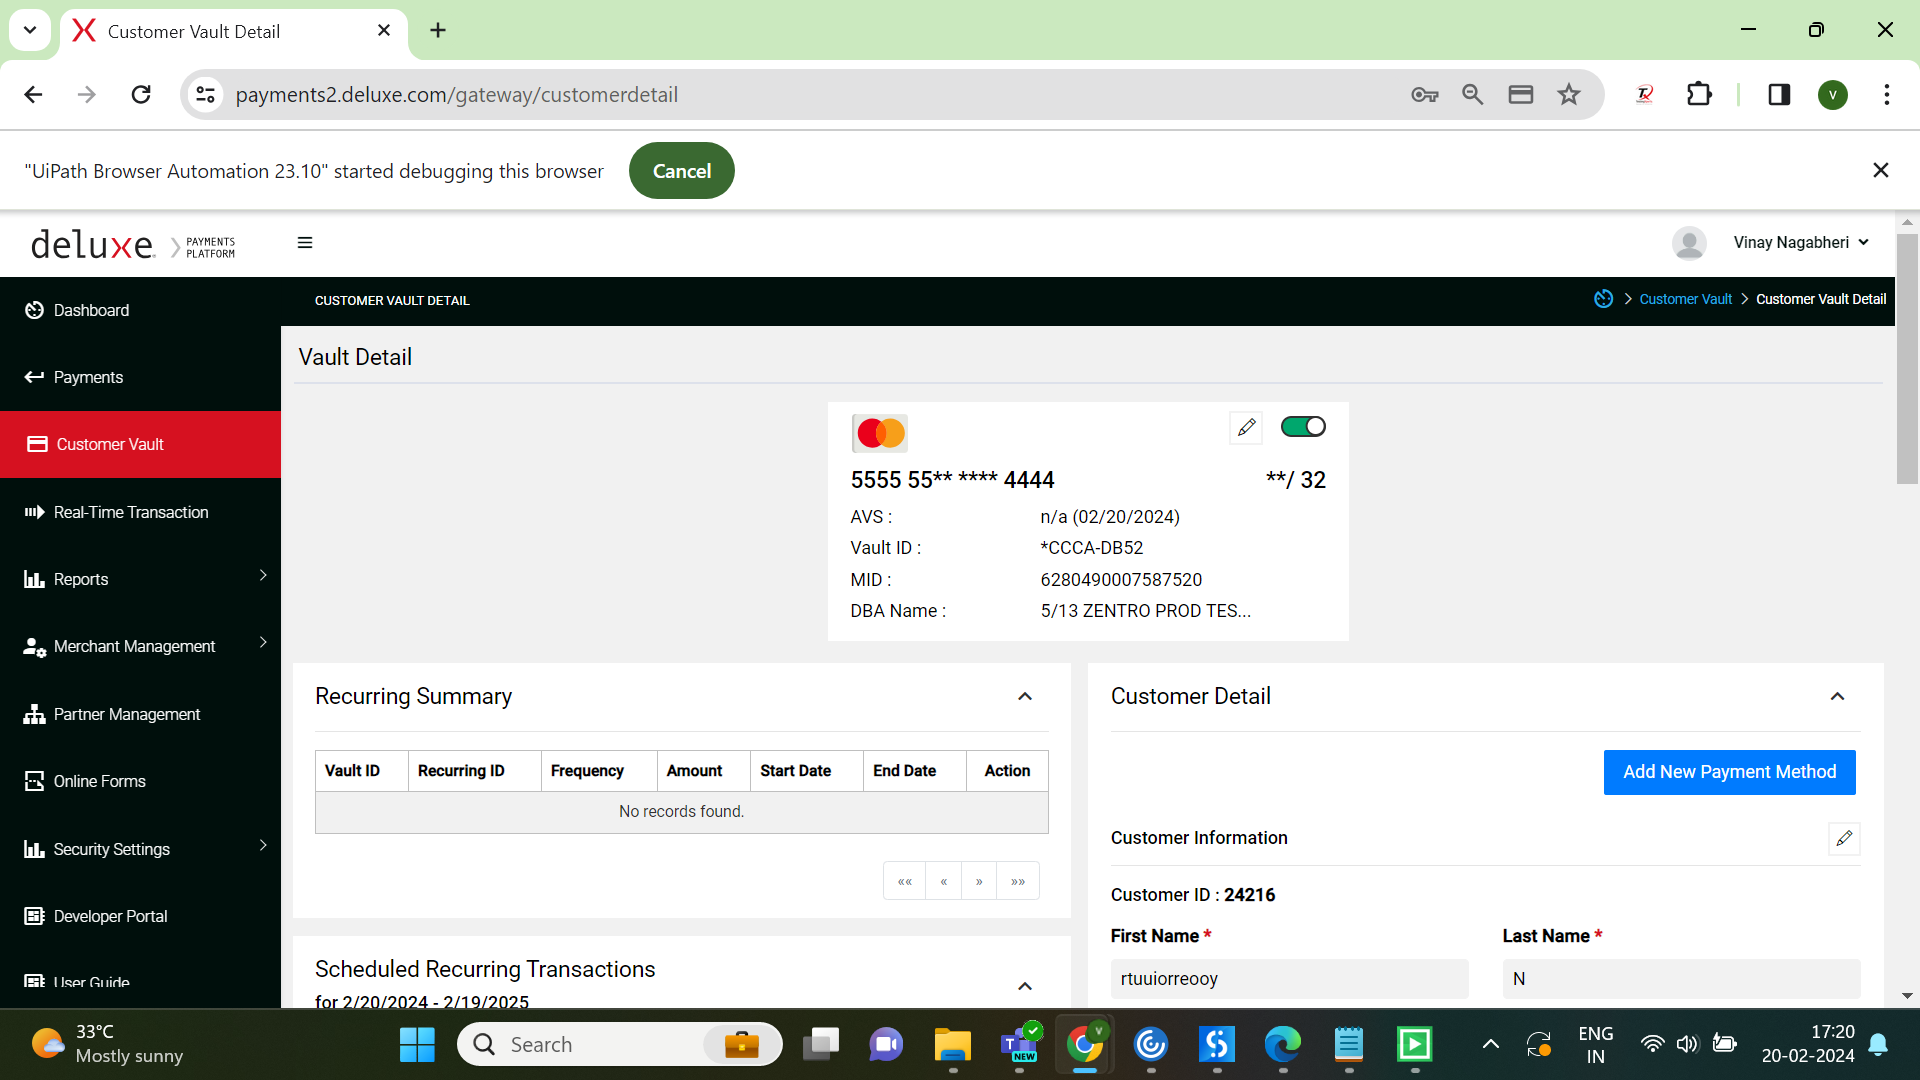 Customer Vault Detail
payments2.deluxe.com/gateway/customerdetail
V
"UiPath Browser Automation 23.10" started debugging this browser
Cancel
deluxe. PAYMENTS PLATFORM
Vinay Nagabheri
CUSTOMER VAULT DETAIL
Customer Vault Customer Vault Detail
Dashboard
Payments
Customer Vault
Real-Time Transaction
Reports
Merchant Management
Partner Management
Online Forms
Security Settings
Developer Portal
User Guide
Vault Detail
5555 55** **** 4444 **/ 32
AVS : n/a (02/20/2024)
Vault ID : *CCCA-DB52
MID : 6280490007587520
DBA Name : 5/13 ZENTRO PROD TES...
Recurring Summary
Vault ID Recurring ID Frequency Amount Start Date End Date Action
No records found.
«« « » »»
Scheduled Recurring Transactions
for 2/20/2024 - 2/19/2025
Customer Detail
Add New Payment Method
Customer Information
Customer ID : 24216
First Name * Last Name *
rtuuiorreooy N
33°C
Mostly sunny
Search
NEW
V
ENG
IN
17:20
20-02-2024